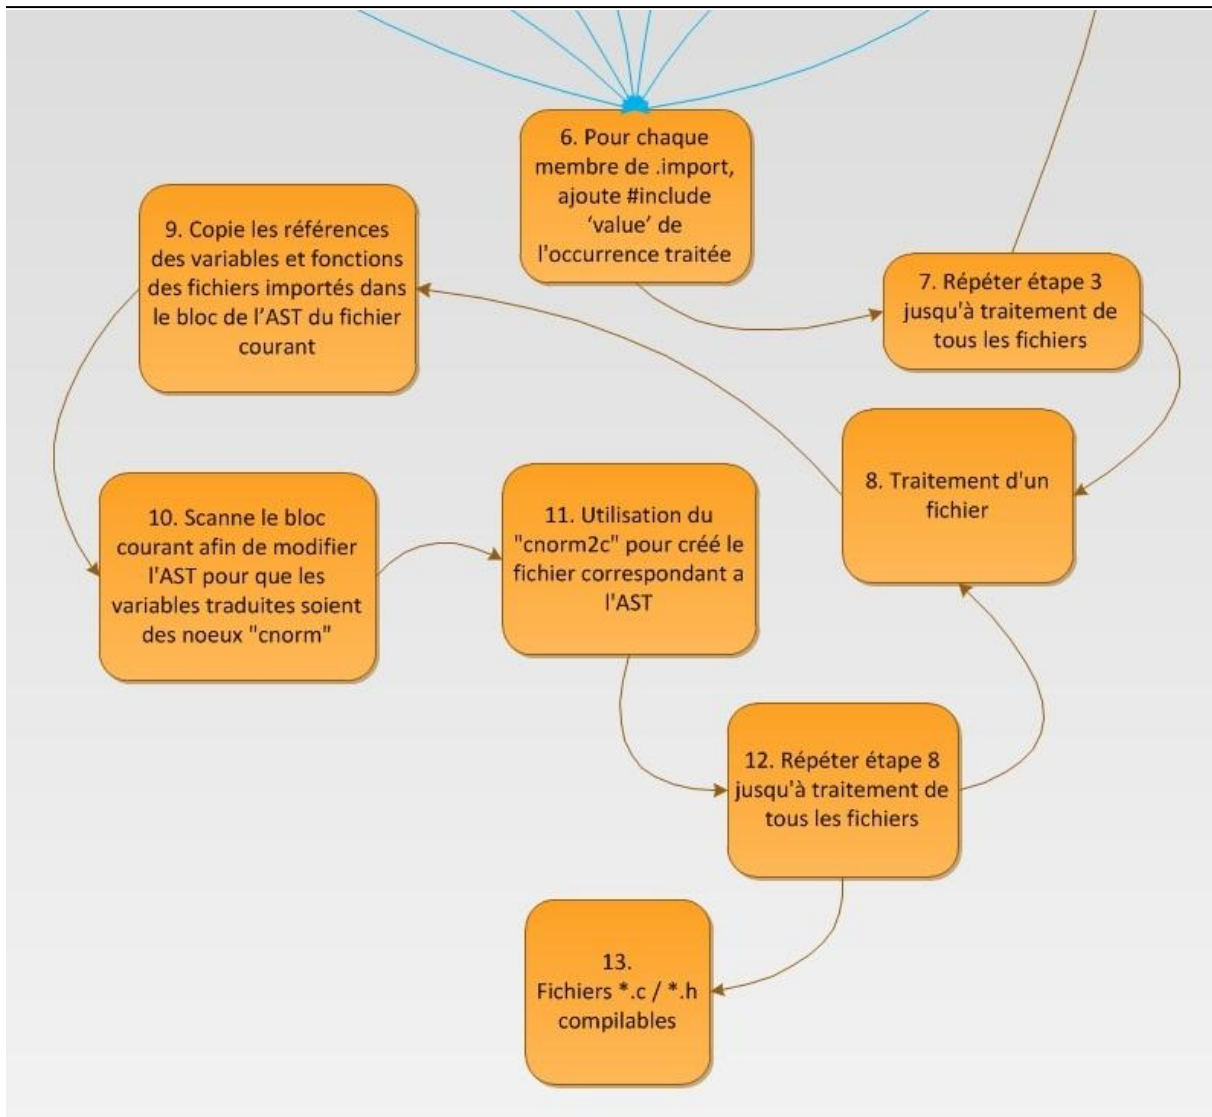 6. Pour chaque
membre de .import,
ajoute #include
‘value’ de
l'occurrence traitée
7. Répéter étape 3
jusqu'à traitement de
tous les fichiers
8. Traitement d'un
fichier
9. Copie les références
des variables et fonctions
des fichiers importés dans
le bloc de l’AST du fichier
courant
10. Scanne le bloc
courant afin de modifier
l'AST pour que les
variables traduites soient
des noeux "cnorm"
11. Utilisation du
"cnorm2c" pour créé le
fichier correspondant a
l'AST
12. Répéter étape 8
jusqu'à traitement de
tous les fichiers
13.
Fichiers *.c / *.h
compilables